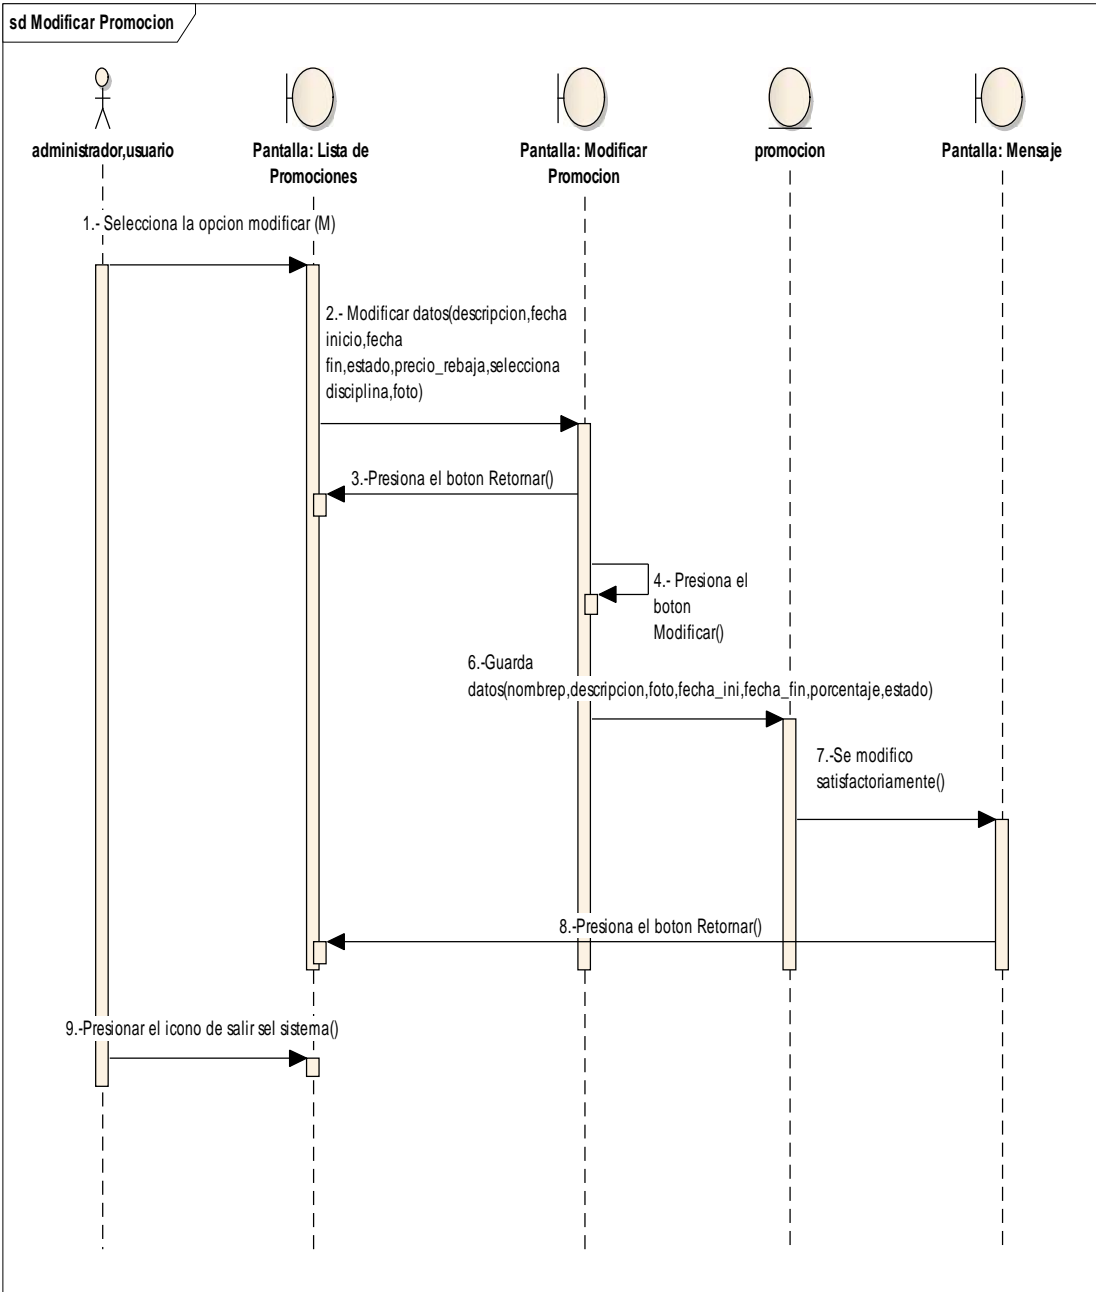 sd Modificar Promocion
administrador,usuario
Pantalla: Lista de
Promociones
Pantalla: Modificar
Promocion
promocion
Pantalla: Mensaje
1.- Selecciona la opcion modificar (M)
2.- Modificar datos(descripcion,fecha
inicio,fecha
fin,estado,precio_rebaja,selecciona
disciplina,foto)
3.-Presiona el boton Retornar()
4.- Presiona el
boton
Modificar()
6.-Guarda
datos(nombrep,descripcion,foto,fecha_ini,fecha_fin,porcentaje,estado)
7.-Se modifico
satisfactoriamente()
8.-Presiona el boton Retornar()
9.-Presionar el icono de salir sel sistema()